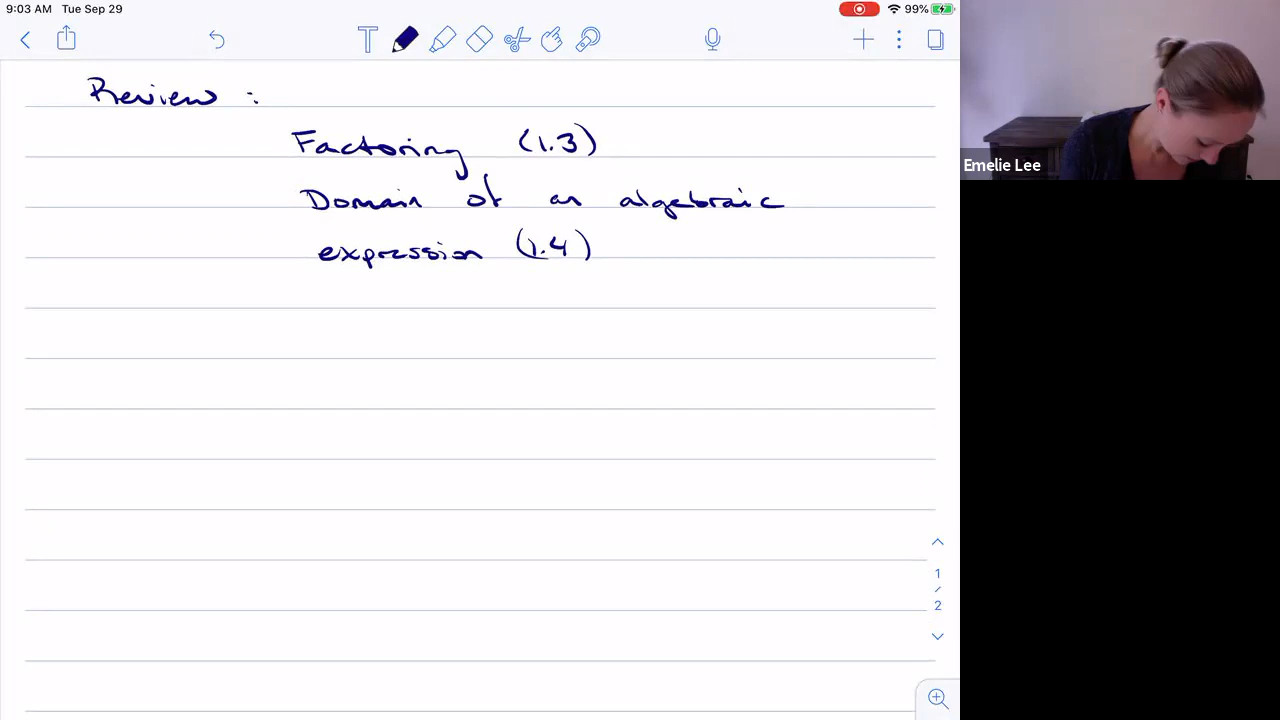 9:03 AM Tue Sep 29
99%
T
Review :
Factoring (1.3)
Domain of an algebraic
expression (1.4)
Emelie Lee
1
/
2